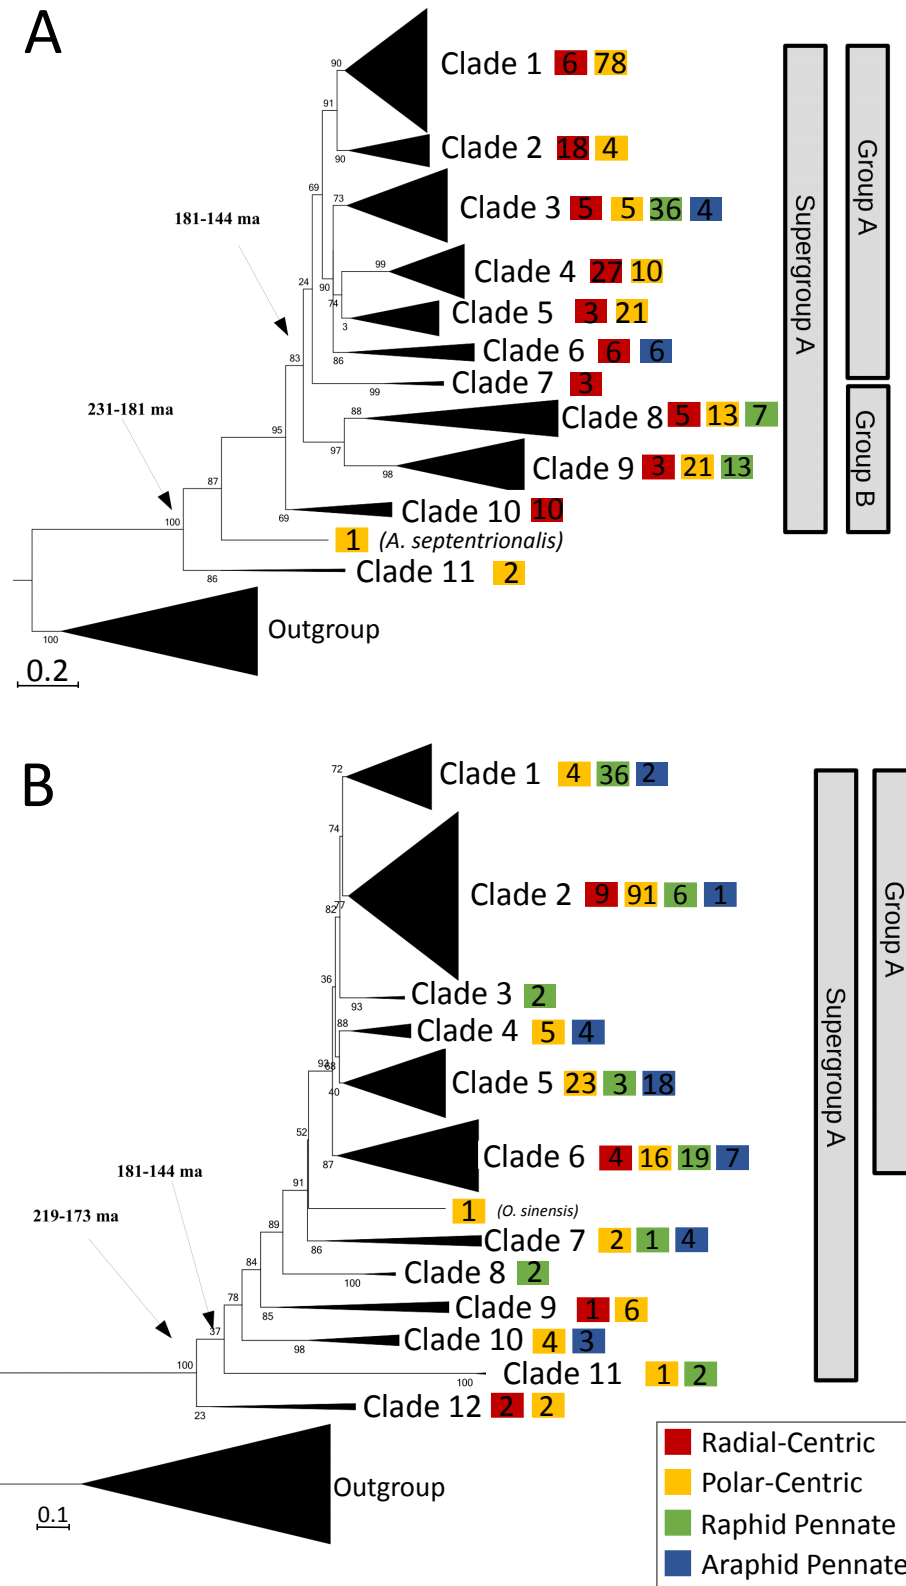 A
90
Clade 1 6 78
91
90
Clade 2 18 4
69
73
Clade 3 5 5 36 4
181-144 ma
99
Clade 4 27 10
24
90
74
Clade 5 3 21
3
Clade 6 6 6
86
83
Clade 7 3
99
231-181 ma
88
Clade 8 5 13 7
95
97
Clade 9 3 21 13
98
87
Clade 10 10
69
100
1 (A. septentrionalis)
Clade 11 2
86
Outgroup
100
0.2
Supergroup A
Group A
Group B
B
72
Clade 1 4 36 2
74
Clade 2 9 91 6 1
82
77
36
Clade 3 2
93
88
Clade 4 5 4
93
68
Clade 5 23 3 18
40
52
Clade 6 4 16 19 7
87
181-144 ma
91
1 (O. sinensis)
219-173 ma
89
Clade 7 2 1 4
86
84
Clade 8 2
100
78
Clade 9 1 6
85
37
Clade 10 4 3
98
100
Clade 11 1 2
100
Clade 12 2 2
23
Outgroup
0.1
Supergroup A
Group A
Radial-Centric
Polar-Centric
Raphid Pennate
Araphid Pennate